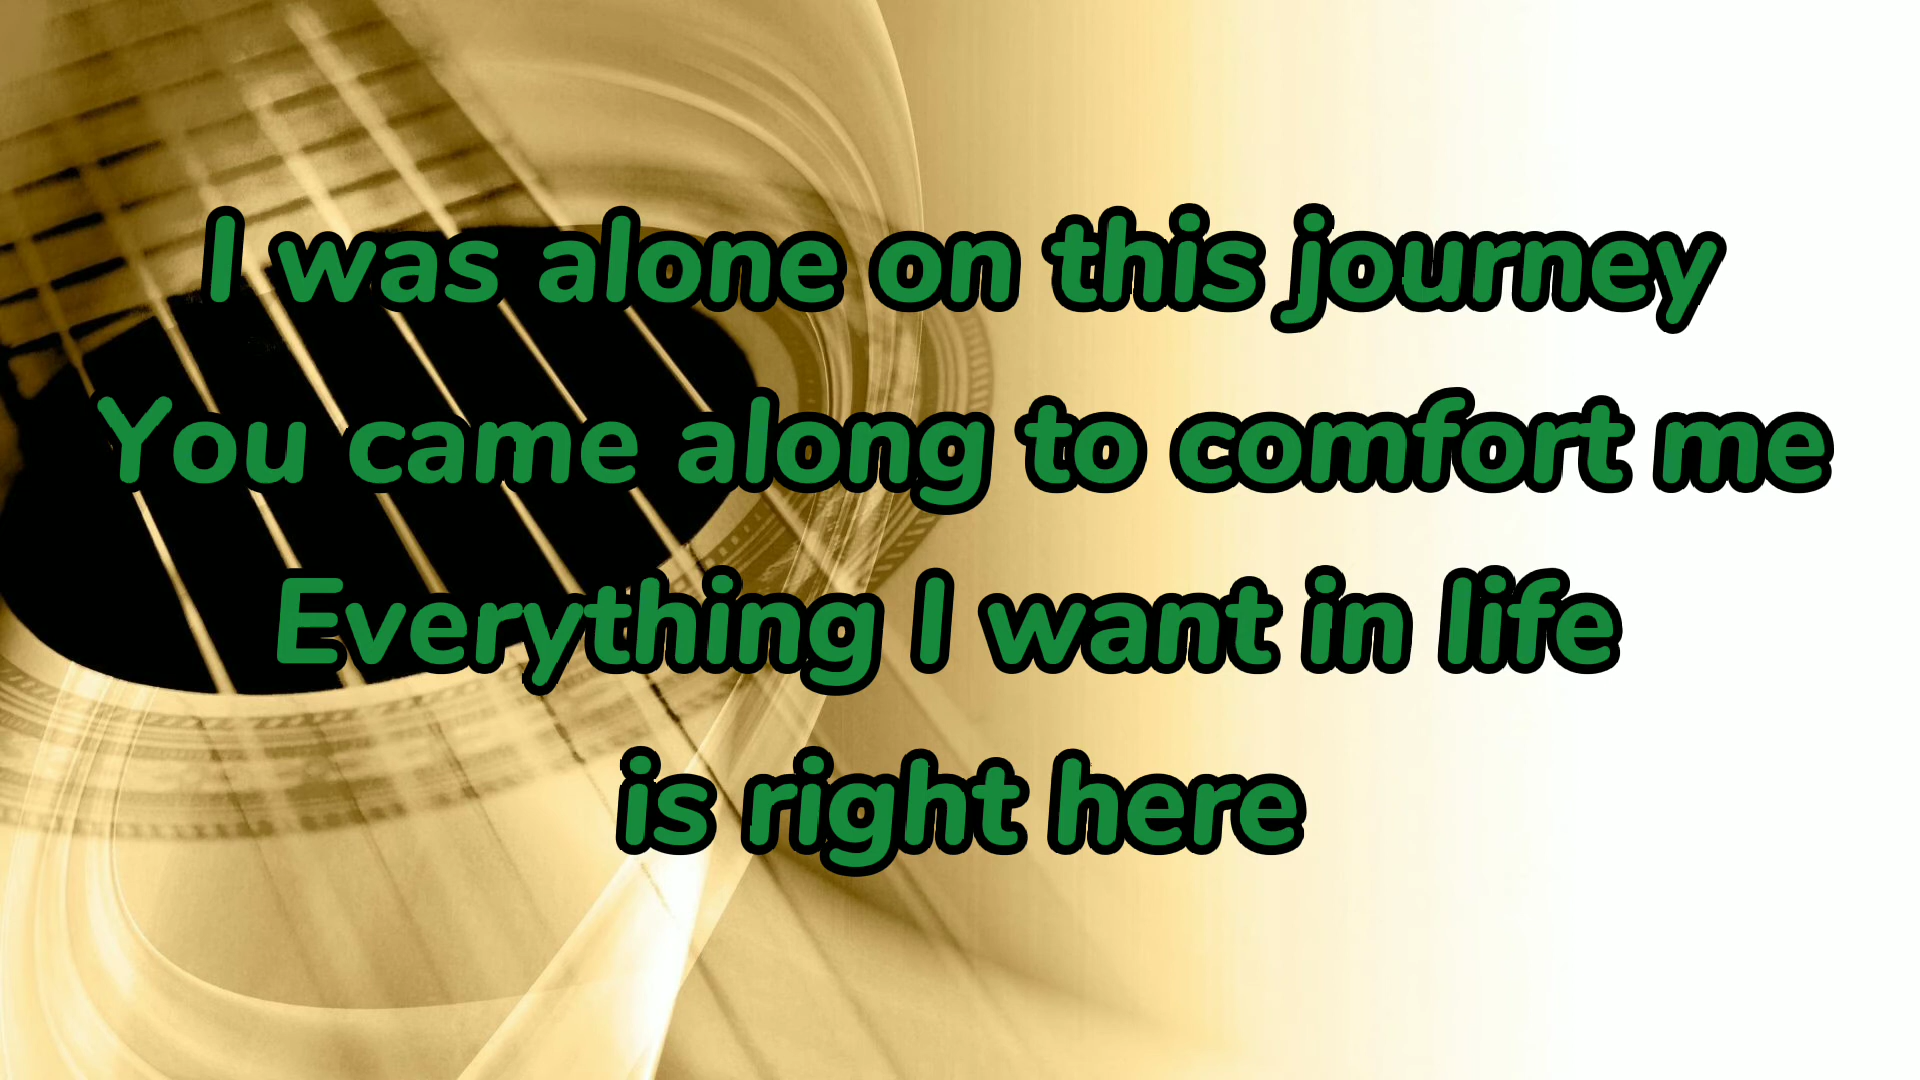 I was alone on this journey
You came along to comfort me
Everything I want in life
is right here